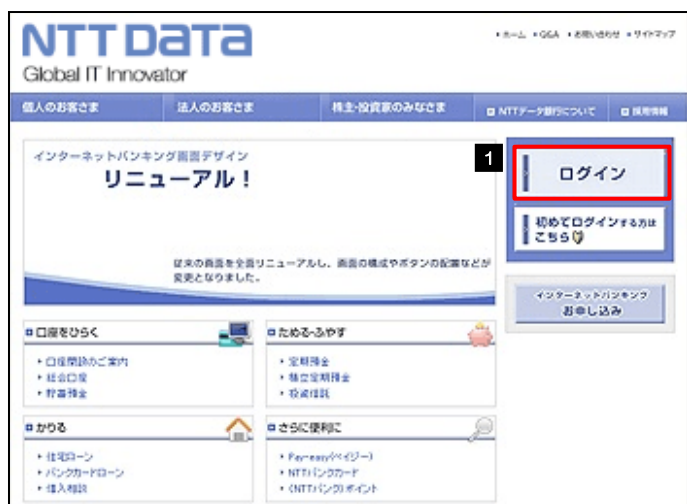 NTT DATA
Global IT Innovator
ホーム Q&A お問い合わせ サイトマップ
個人のお客さま 法人のお客さま 株主・投資家のみなさま NTTデータ銀行について 採用情報
インターネットバンキング画面デザイン
リニューアル!
従来の画面を全面リニューアルし、画面の構成やボタンの配置などが
変更となりました。
1
ログイン
初めてログインする方は
こちら
インターネットバンキング
お申し込み
口座をひらく
口座開設のご案内
総合口座
貯蓄預金
ためる・ふやす
定期預金
積立定期預金
投資信託
かりる
住宅ローン
バンクカードローン
借入相談
さらに便利に
Pay-easy(ペイジー)
NTTバンクカード
〈NTTバンク〉ポイント